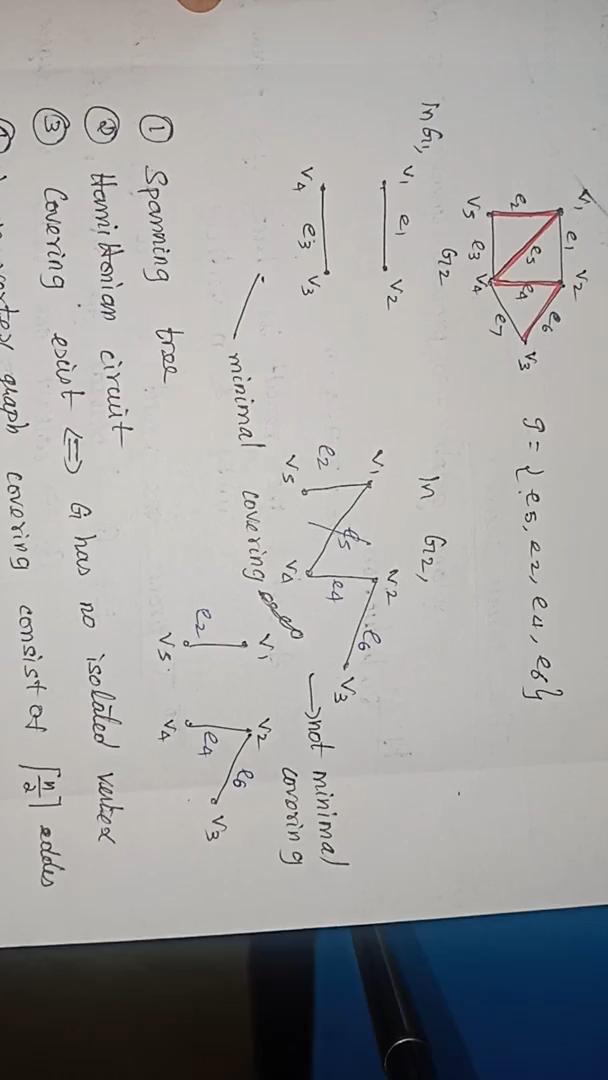 v1 e1 v2
e2 e5 e4 e6 v3
v5 e3 v4 e7
G2
g = { e5, e2, e4, e6 }
In G1,
v1 e1 v2
v4 e3 v3
In G2,
v1 v2
e2 e5 e4 e6 v3
v5 v4
→ not minimal
covering
minimal covering
v1 v2
e2 e4 e6 v3
v5 v4
① Spanning tree
② Hamiltonian circuit
③ Covering exist ⟺ G has no isolated vertex
vertex graph covering consist of ⌈n/2⌉ eddes